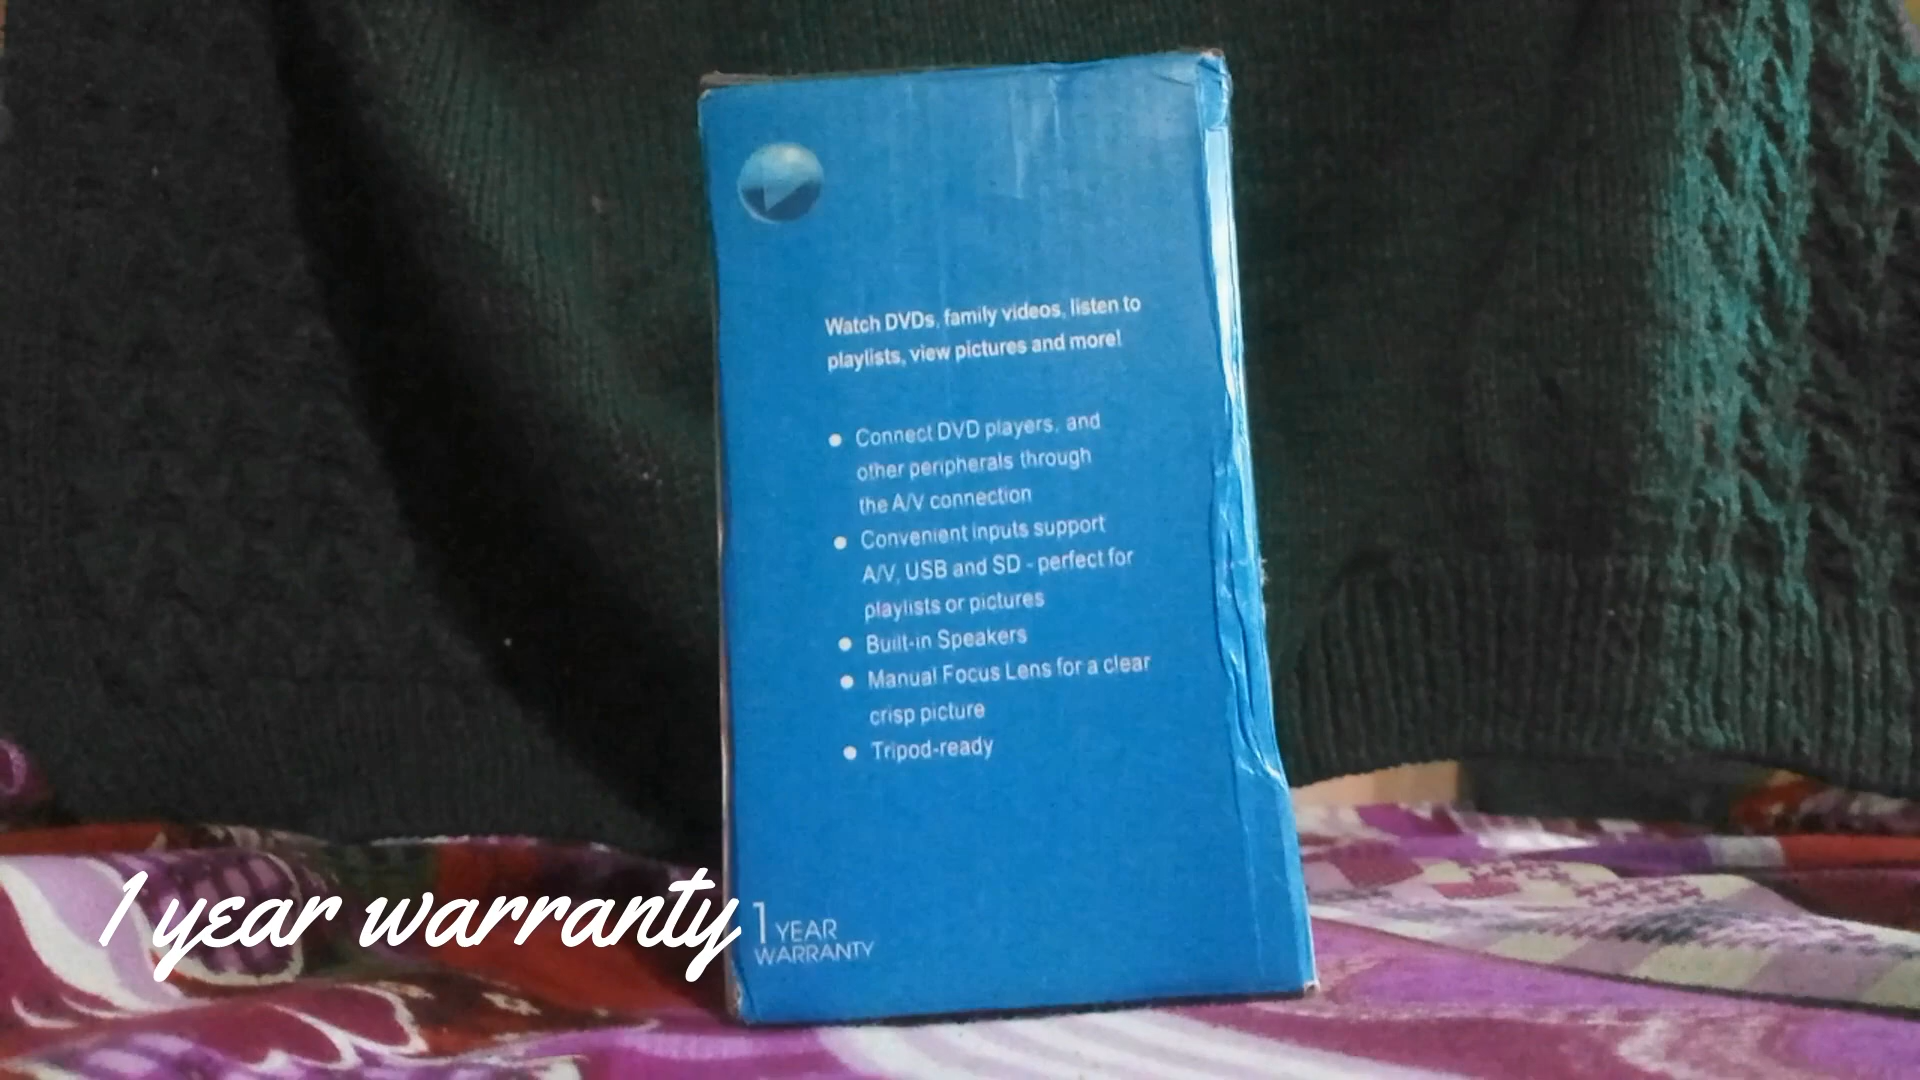 Watch DVDs, family videos, listen to
playlists, view pictures and more!
Connect DVD players, and
other peripherals through
the A/V connection
Convenient inputs support
A/V, USB and SD - perfect for
playlists or pictures
Built-in Speakers
Manual Focus Lens for a clear
crisp picture
Tripod-ready
1 year warranty
1 YEAR
WARRANTY